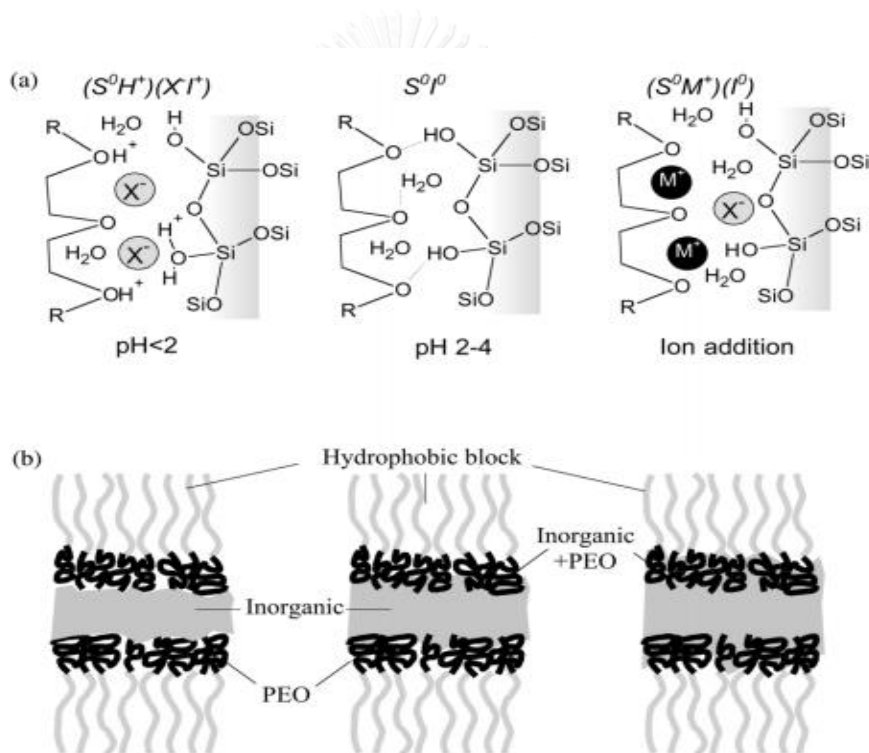 (a)
(S⁰H⁺)(X⁻I⁺)
S⁰I⁰
(S⁰M⁺)(I⁰)
R
H₂O
H
OSi
OH⁺
O
Si
OSi
X⁻
O
O
H⁺
H
O
OSi
H₂O
X⁻
Si
H
R
OH⁺
SiO
pH<2
R
HO
OSi
O
Si
OSi
H₂O
O
O
H₂O
HO
Si
OSi
R
O
SiO
pH 2-4
R
H₂O
H
OSi
O
O
Si
OSi
M⁺
H₂O
O
X⁻
O
M⁺
HO
Si
OSi
R
O
H₂O
SiO
Ion addition
(b)
Hydrophobic block
Inorganic
+PEO
Inorganic
PEO